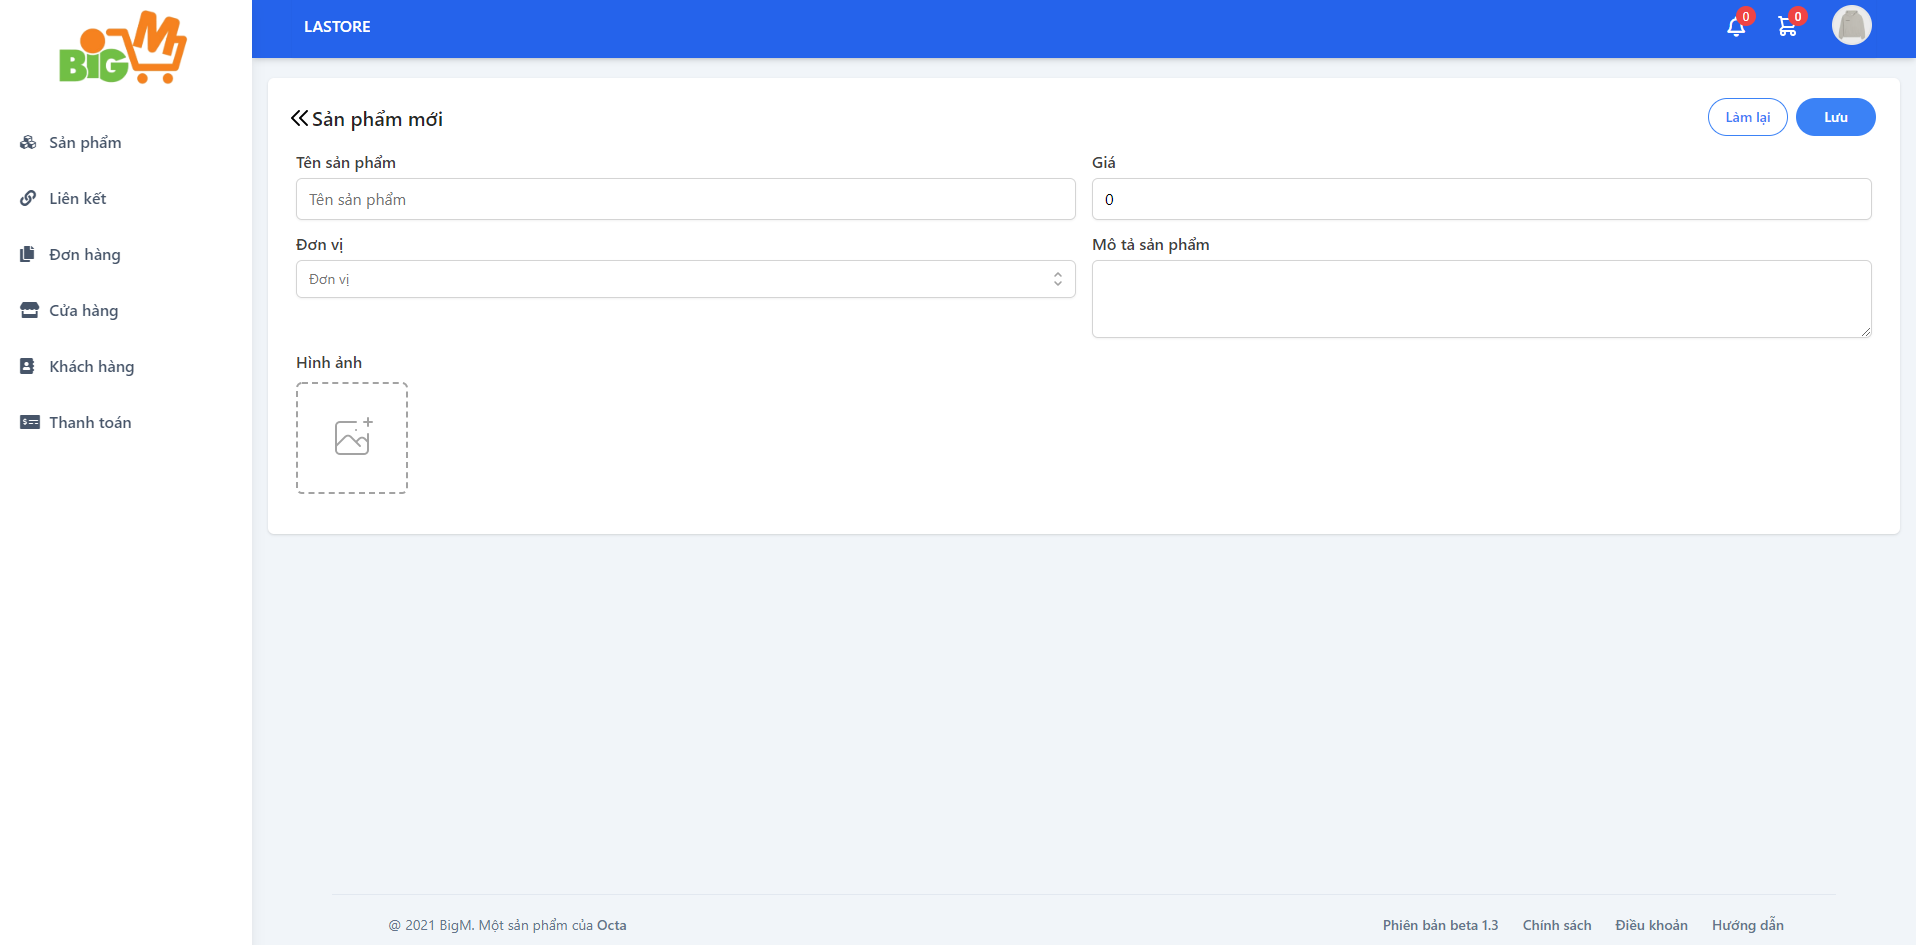 BiGM
LASTORE
0
0
Sản phẩm
Liên kết
Đơn hàng
Cửa hàng
Khách hàng
Thanh toán
Sản phẩm mới
Làm lại
Lưu
Tên sản phẩm
Tên sản phẩm
Giá
0
Đơn vị
Đơn vị
Mô tả sản phẩm
Hình ảnh
@ 2021 BigM. Một sản phẩm của Octa
Phiên bản beta 1.3
Chính sách
Điều khoản
Hướng dẫn